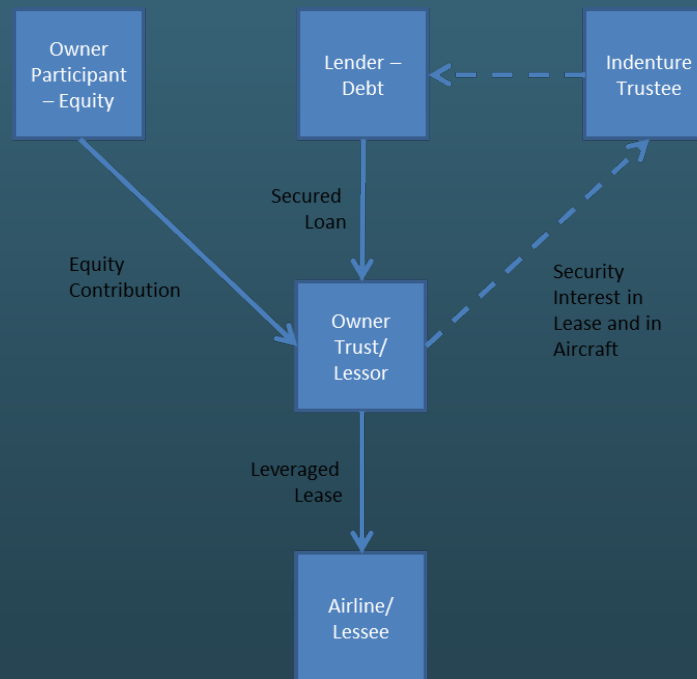 Owner
Participant
– Equity
Lender –
Debt
Indenture
Trustee
Secured
Loan
Equity
Contribution
Security
Interest in
Lease and in
Aircraft
Owner
Trust/
Lessor
Leveraged
Lease
Airline/
Lessee